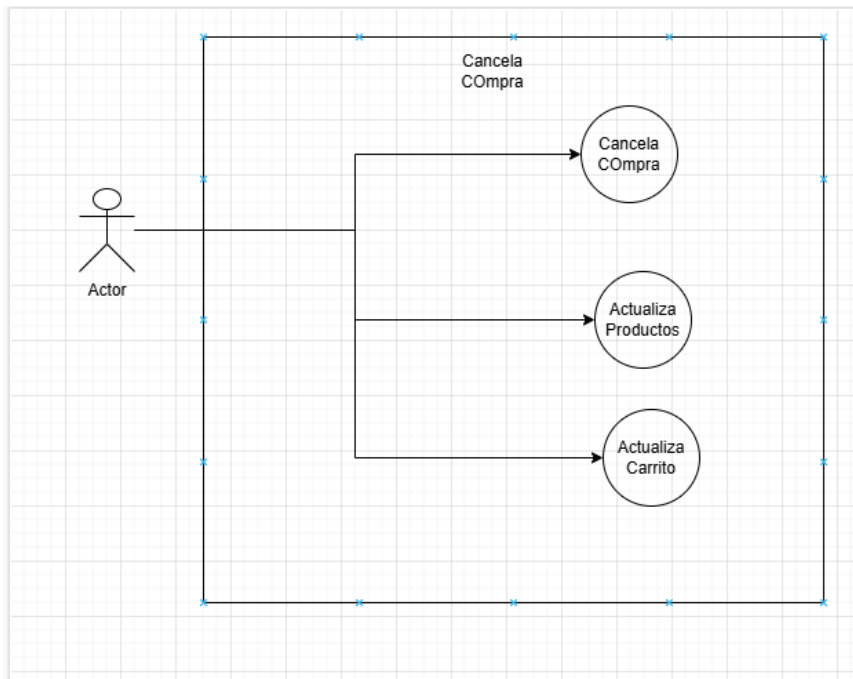 Cancela
COmpra
Cancela
COmpra
Actor
Actualiza
Productos
Actualiza
Carrito